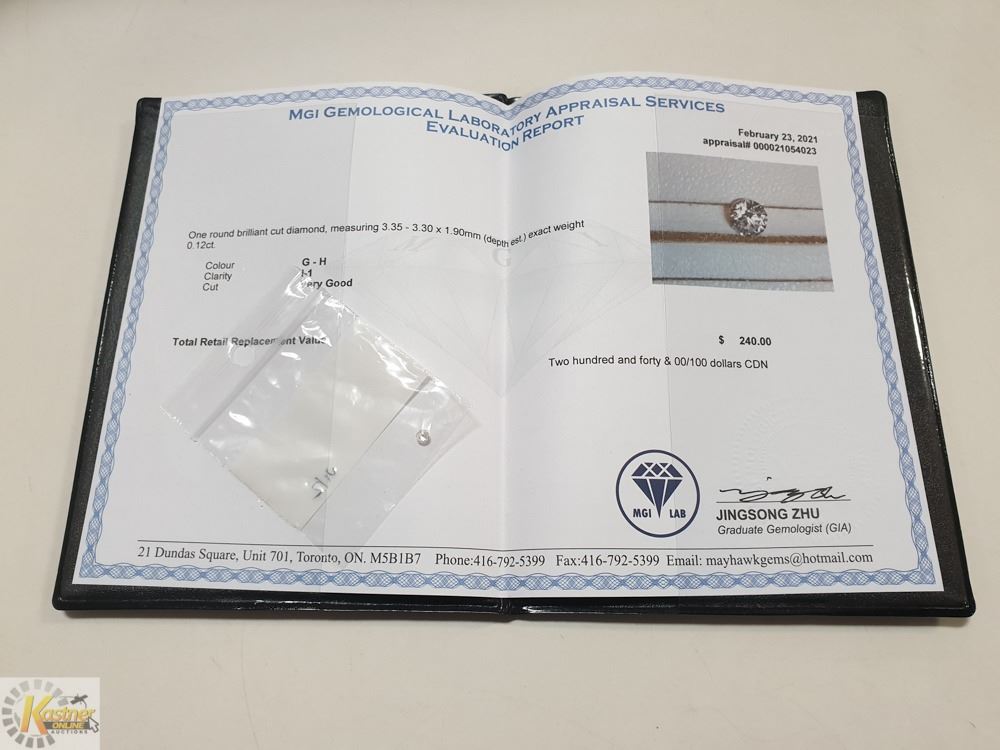 MGI GEMOLOGICAL LABORATORY APPRAISAL SERVICES
EVALUATION REPORT
February 23, 2021
appraisal# 000021054023
One round brilliant cut diamond, measuring 3.35 - 3.30 x 1.90mm (depth est.) exact weight
0.12ct.
Colour G - H
Clarity I-1
Cut Very Good
Total Retail Replacement Value $ 240.00
Two hundred and forty & 00/100 dollars CDN
G
MGI LAB
JINGSONG ZHU
Graduate Gemologist (GIA)
21 Dundas Square, Unit 701, Toronto, ON. M5B1B7 Phone:416-792-5399 Fax:416-792-5399 Email: mayhawkgems@hotmail.com
Kastner
ONLINE
AUCTIONS